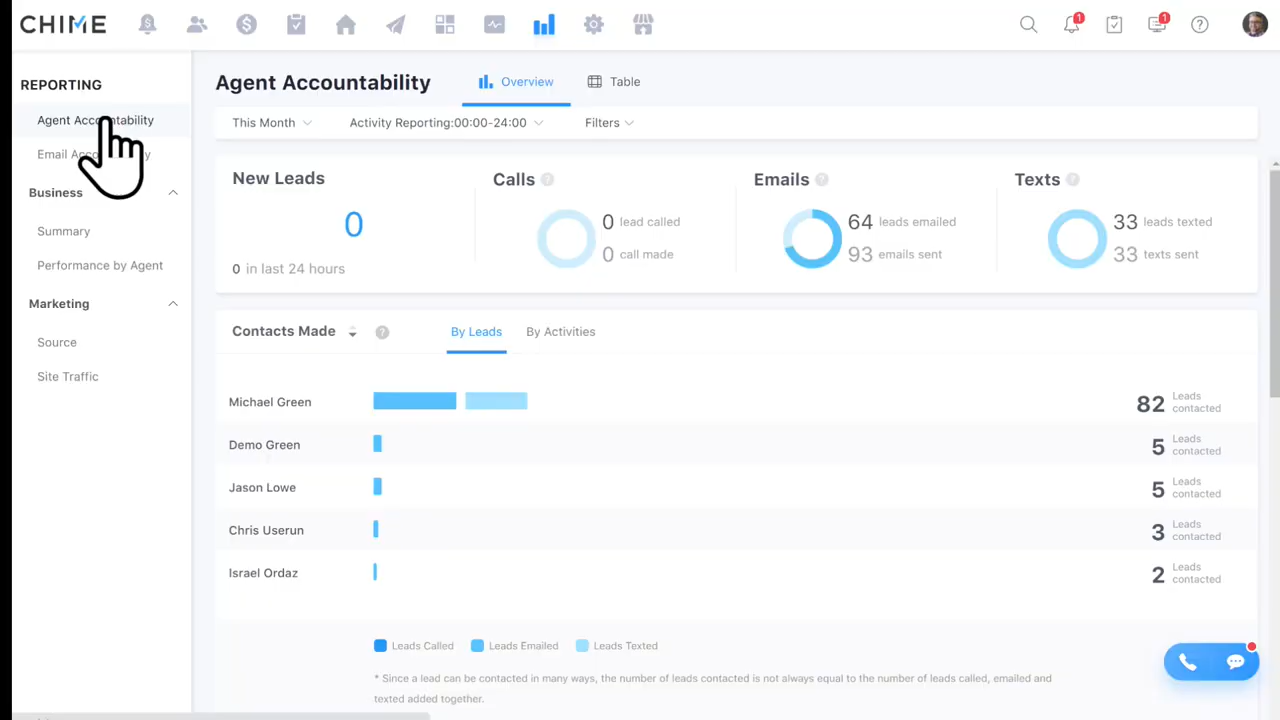 CHIME
1
1
REPORTING
Agent Accountability
Email
Business
Summary
Performance by Agent
Marketing
Source
Site Traffic
Agent Accountability
Overview
Table
This Month
Activity Reporting:00:00-24:00
Filters
New Leads
0
0 in last 24 hours
Calls
0 lead called
0 call made
Emails
64 leads emailed
93 emails sent
Texts
33 leads texted
33 texts sent
Contacts Made
By Leads
By Activities
Michael Green
82 Leads contacted
Demo Green
5 Leads contacted
Jason Lowe
5 Leads contacted
Chris Userun
3 Leads contacted
Israel Ordaz
2 Leads contacted
Leads Called
Leads Emailed
Leads Texted
* Since a lead can be contacted in many ways, the number of leads contacted is not always equal to the number of leads called, emailed and
texted added together.